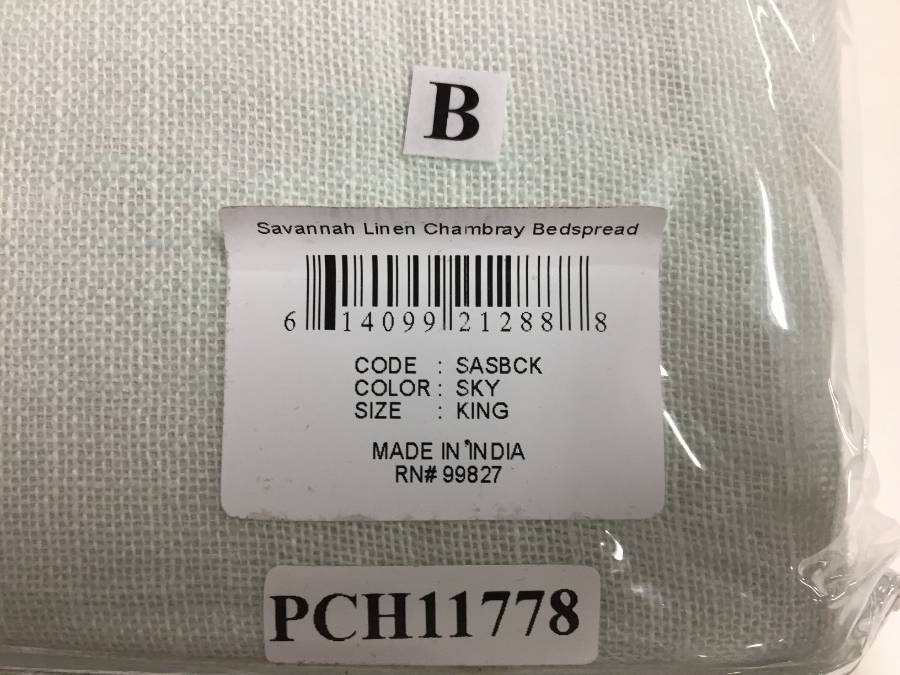 B
Savannah Linen Chambray Bedspread
6 14099 21288 8
CODE : SASBCK
COLOR : SKY
SIZE : KING
MADE IN INDIA
RN# 99827
PCH11778